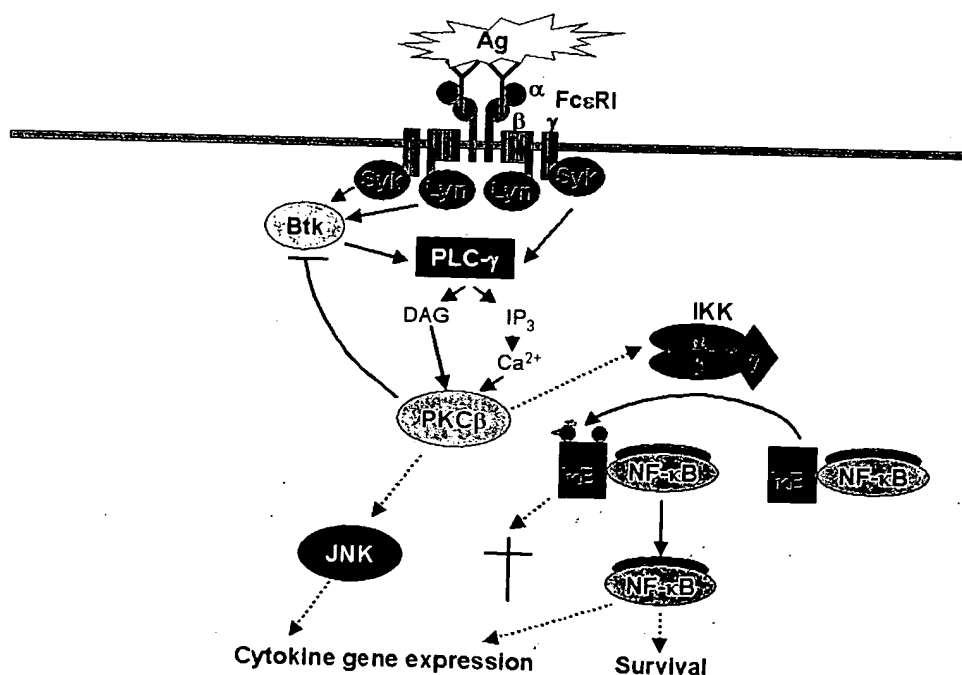 Ag
α FcεRI
β γ
Syk Lyn Lyn Syk
Btk
PLC-γ
DAG IP3
Ca2+
IKK
α
β γ
PKCβ
IκB NF-κB IκB NF-κB
JNK
NF-κB
Cytokine gene expression Survival